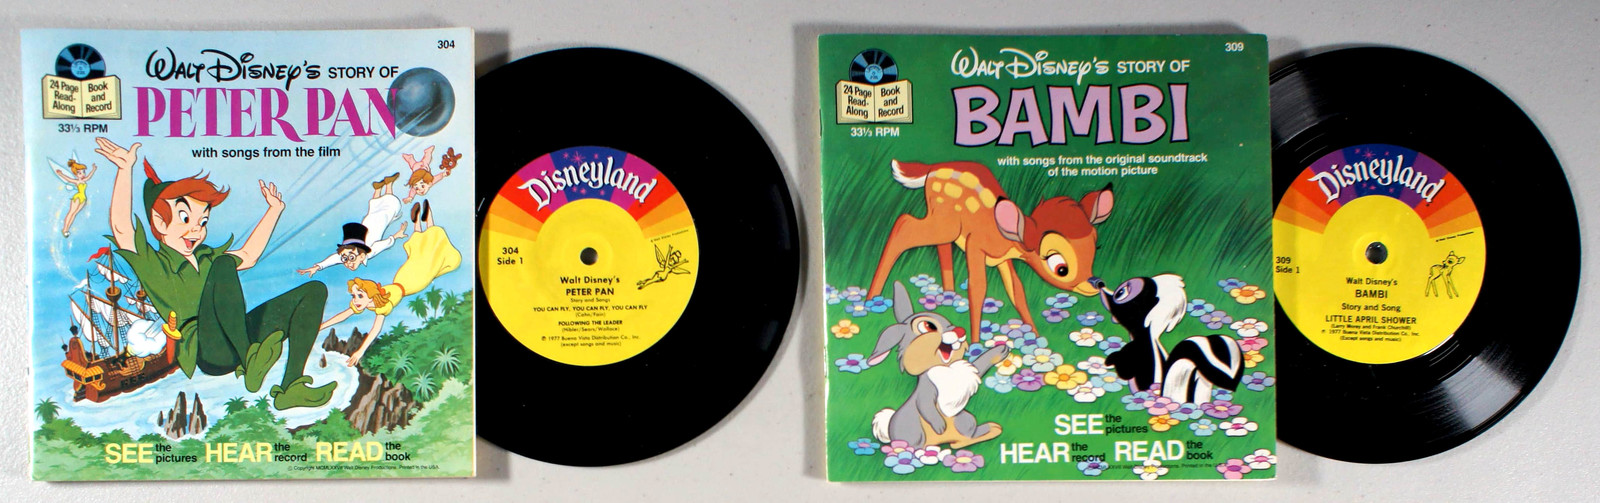 304
WALT DISNEY'S STORY OF
PETER PAN
with songs from the film
24 Page Book
Read- and
Along Record
33⅓ RPM
SEE the pictures HEAR the record READ the book
Disneyland
304
Side 1
Walt Disney's
PETER PAN
Story and Songs
YOU CAN FLY, YOU CAN FLY, YOU CAN FLY
(Cahn/Fain)
FOLLOWING THE LEADER
(Hibler/Sears/Wallace)
℗ 1977 Buena Vista Distribution Co., Inc.
(except songs and music)
309
WALT DISNEY'S STORY OF
BAMBI
with songs from the original soundtrack
of the motion picture
24 Page Book
Read- and
Along Record
33⅓ RPM
SEE the pictures
HEAR the record READ the book
Disneyland
309
Side 1
Walt Disney's
BAMBI
Story and Song
LITTLE APRIL SHOWER
(Larry Morey and Frank Churchill)
℗ 1977 Buena Vista Distribution Co., Inc.
(Except songs and music)